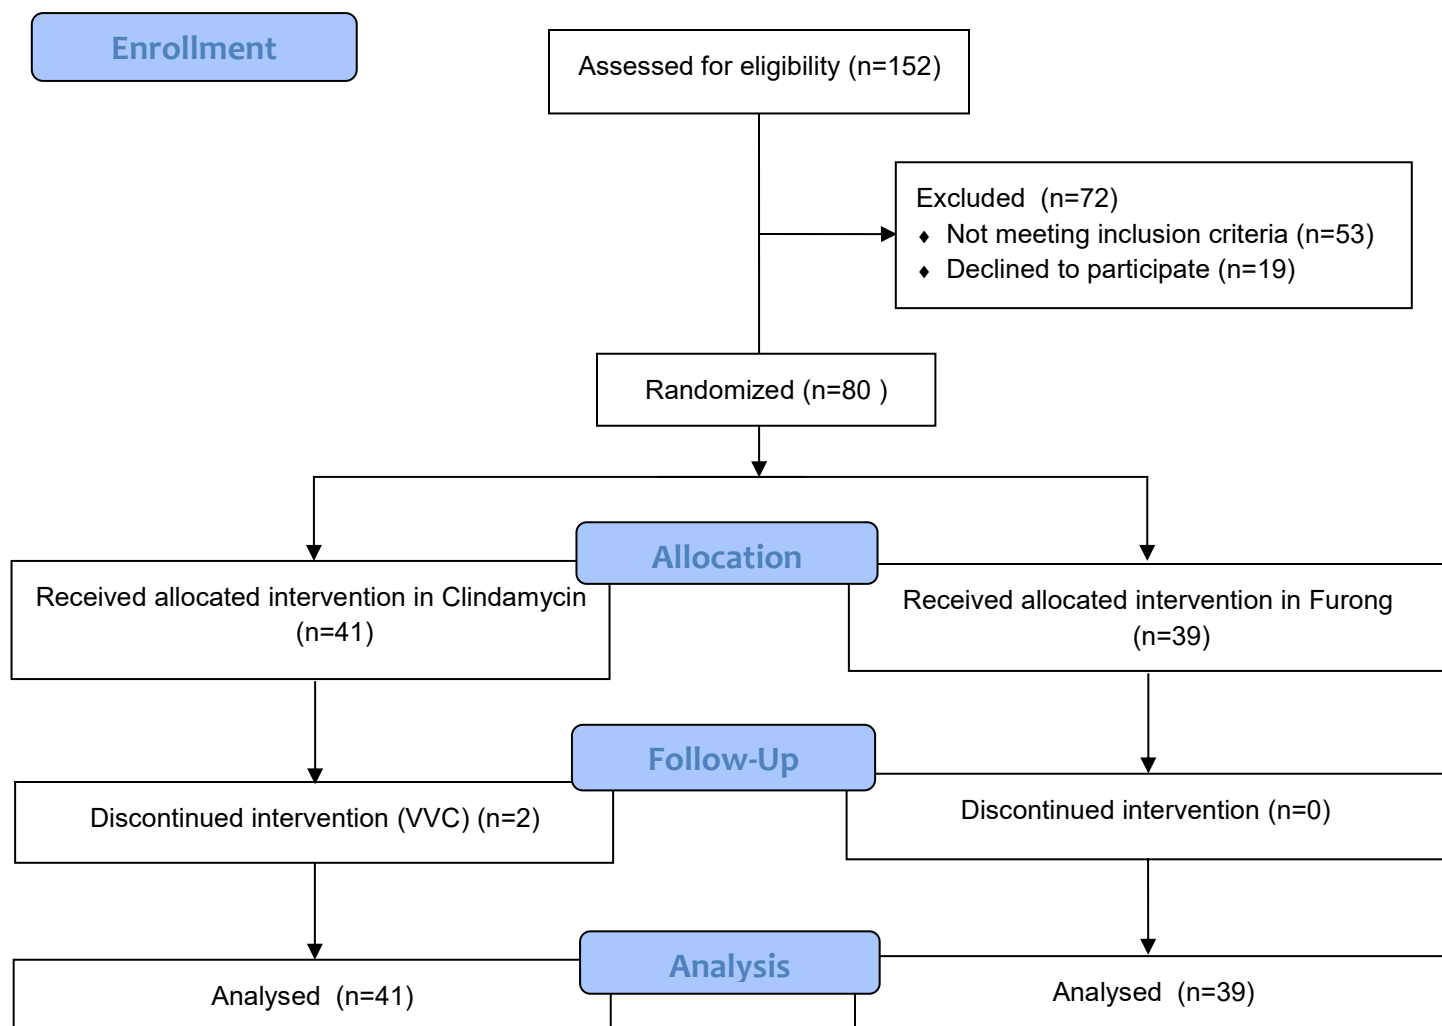 Enrollment
Assessed for eligibility (n=152)
Excluded  (n=72)
♦ Not meeting inclusion criteria (n=53)
♦ Declined to participate (n=19)
Randomized (n=80 )
Allocation
Received allocated intervention in Clindamycin
(n=41)
Received allocated intervention in Furong
(n=39)
Follow-Up
Discontinued intervention (VVC) (n=2)
Discontinued intervention (n=0)
Analysis
Analysed  (n=41)
Analysed  (n=39)